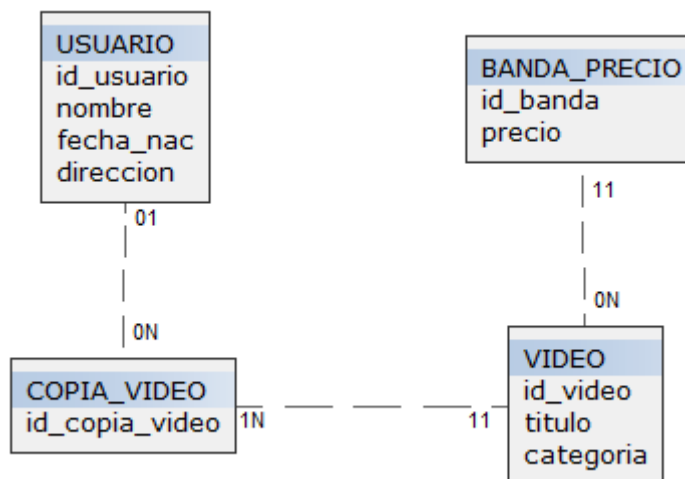 USUARIO
id_usuario
nombre
fecha_nac
direccion
BANDA_PRECIO
id_banda
precio
01
11
0N
0N
COPIA_VIDEO
id_copia_video
1N
11
VIDEO
id_video
titulo
categoria